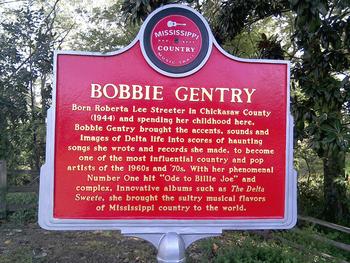 MISSISSIPPI
COUNTRY
MUSIC TRAIL
BOBBIE GENTRY
Born Roberta Lee Streeter in Chickasaw County
(1944) and spending her childhood here,
Bobbie Gentry brought the accents, sounds and
images of Delta life into scores of haunting
songs she wrote and records she made, to become
one of the most influential country and pop
artists of the 1960s and '70s. With her phenomenal
Number One hit "Ode to Billie Joe" and
complex, innovative albums such as The Delta
Sweete, she brought the sultry musical flavors
of Mississippi country to the world.